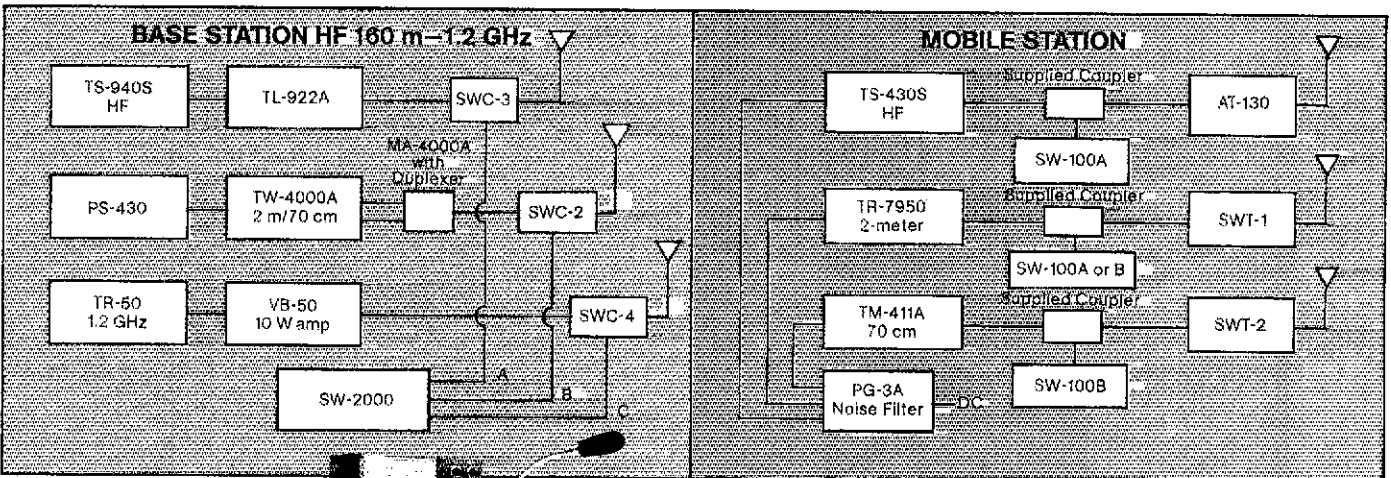 BASE STATION HF 160 m–1.2 GHz
TS-940S
HF
TL-922A
SWC-3
MA-4000A
with
Duplexer
PS-430
TW-4000A
2 m/70 cm
SWC-2
TR-50
1.2 GHz
VB-50
10 W amp
SWC-4
SW-2000
A
B
C
MOBILE STATION
TS-430S
HF
Supplied Coupler
AT-130
SW-100A
TR-7950
2-meter
Supplied Coupler
SWT-1
SW-100A or B
TM-411A
70 cm
Supplied Coupler
SWT-2
SW-100B
PG-3A
Noise Filter
DC